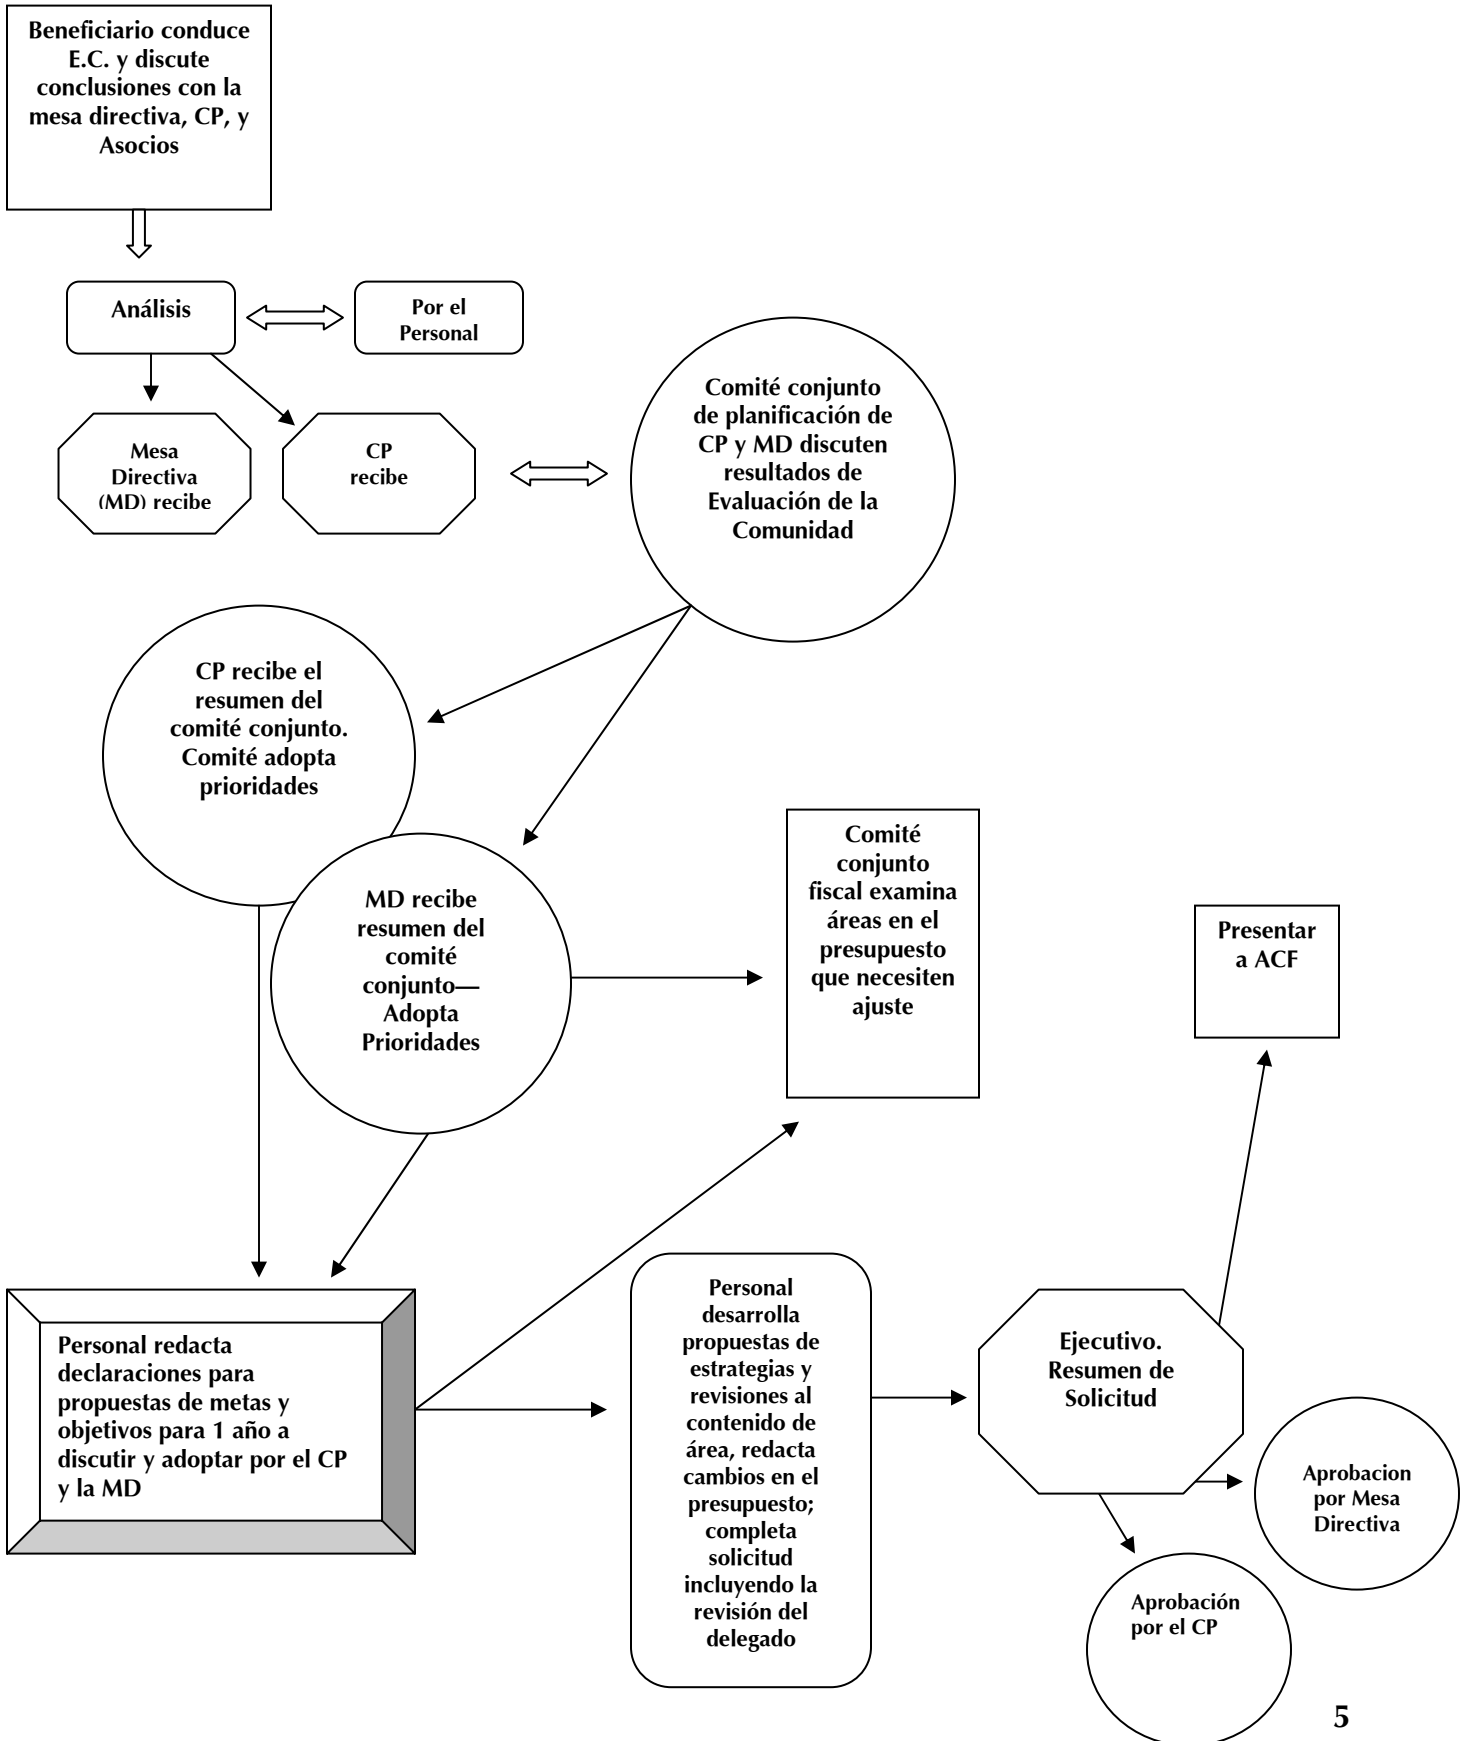 Beneficiario conduce
E.C. y discute
conclusiones con la
mesa directiva, CP, y
Asocios
Análisis
Por el
Personal
Mesa
Directiva
(MD) recibe
CP
recibe
Comité conjunto
de planificación de
CP y MD discuten
resultados de
Evaluación de la
Comunidad
CP recibe el
resumen del
comité conjunto.
Comité adopta
prioridades
MD recibe
resumen del
comité
conjunto—
Adopta
Prioridades
Comité
conjunto
fiscal examina
áreas en el
presupuesto
que necesiten
ajuste
Presentar
a ACF
Personal redacta
declaraciones para
propuestas de metas y
objetivos para 1 año a
discutir y adoptar por el CP
y la MD
Personal
desarrolla
propuestas de
estrategias y
revisiones al
contenido de
área, redacta
cambios en el
presupuesto;
completa
solicitud
incluyendo la
revisión del
delegado
Ejecutivo.
Resumen de
Solicitud
Aprobacion
por Mesa
Directiva
Aprobación
por el CP
5